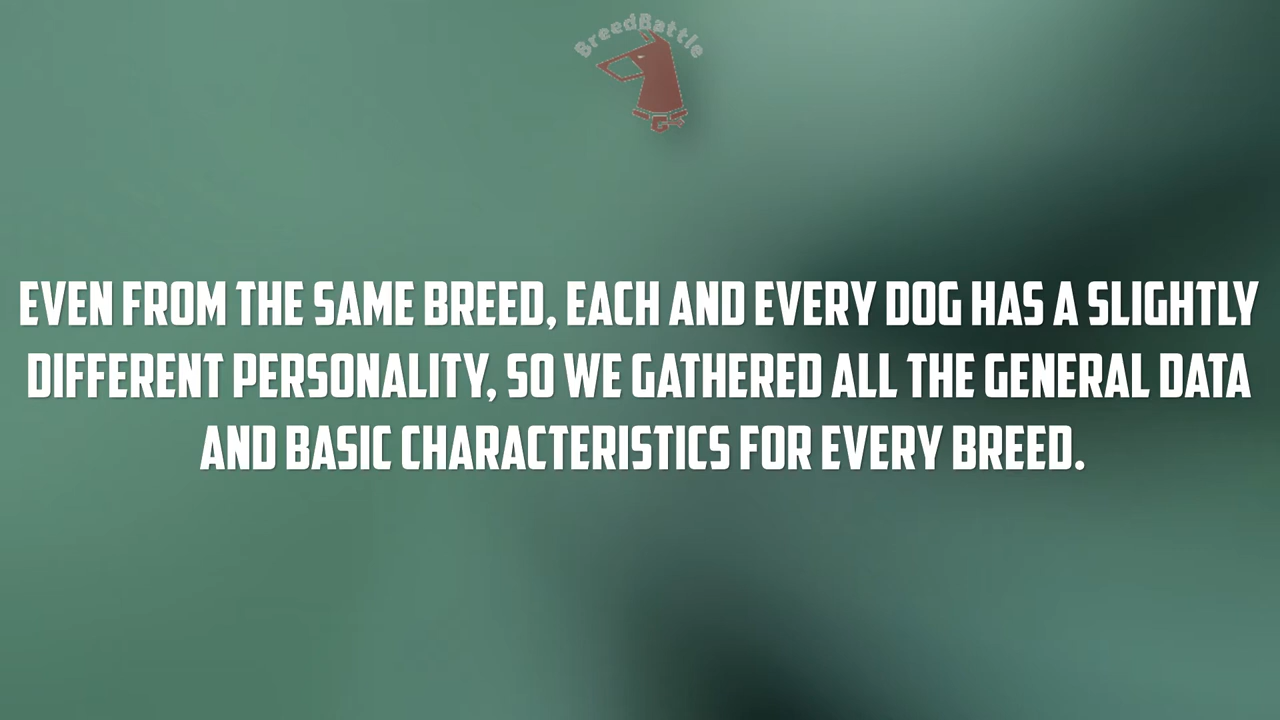 BreedBattle
EVEN FROM THE SAME BREED, EACH AND EVERY DOG HAS A SLIGHTLY
DIFFERENT PERSONALITY, SO WE GATHERED ALL THE GENERAL DATA
AND BASIC CHARACTERISTICS FOR EVERY BREED.